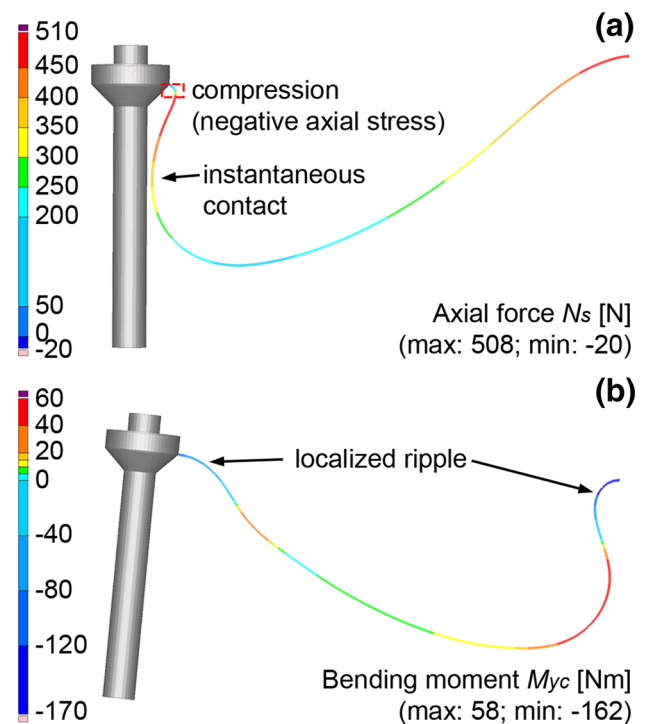 (a)
510
450
400
350
300
250
200
50
0
-20
compression
(negative axial stress)
instantaneous
contact
Axial force Ns [N]
(max: 508; min: -20)
(b)
60
40
20
0
-40
-80
-120
-170
localized ripple
Bending moment Myc [Nm]
(max: 58; min: -162)